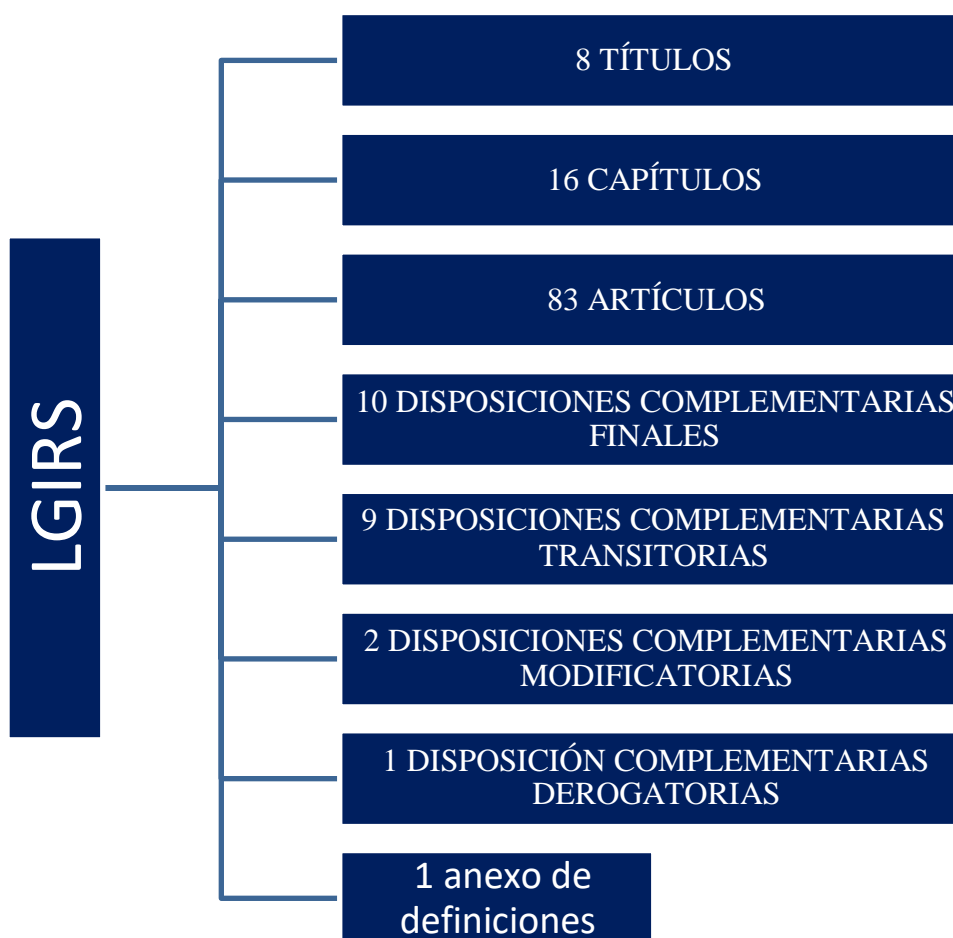 LGIRS
8 TÍTULOS
16 CAPÍTULOS
83 ARTÍCULOS
10 DISPOSICIONES COMPLEMENTARIAS
FINALES
9 DISPOSICIONES COMPLEMENTARIAS
TRANSITORIAS
2 DISPOSICIONES COMPLEMENTARIAS
MODIFICATORIAS
1 DISPOSICIÓN COMPLEMENTARIAS
DEROGATORIAS
1 anexo de
definiciones